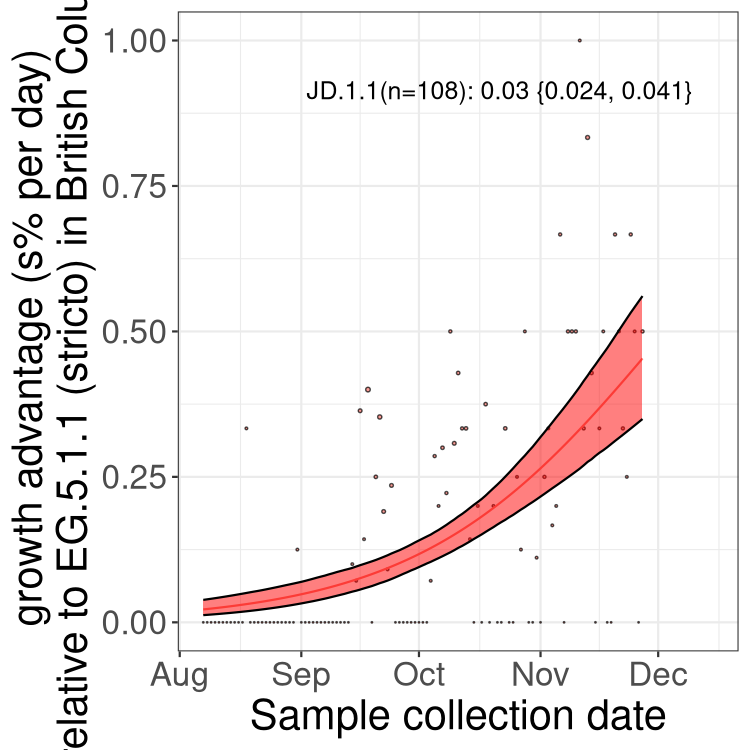 growth advantage (s% per day)
relative to EG.5.1.1 (stricto) in British
1.00
0.75
0.50
0.25
0.00
JD.1.1(n=108): 0.03 {0.024, 0.041}
Aug Sep Oct Nov Dec
Sample collection date